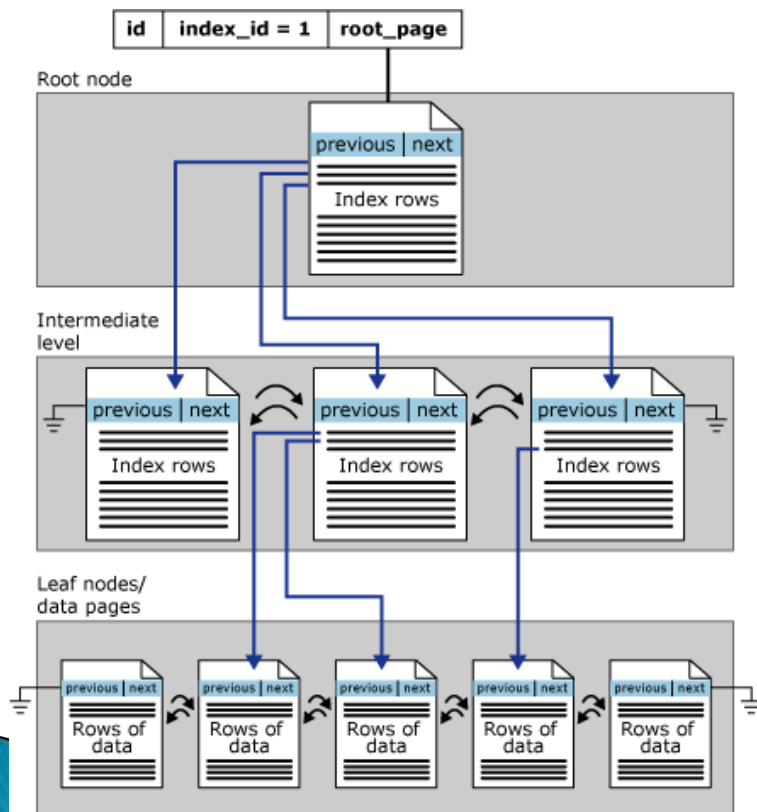 id index_id = 1 root_page
Root node
previous next
Index rows
Intermediate
level
previous next previous next previous next
Index rows Index rows Index rows
Leaf nodes/
data pages
previous next previous next previous next previous next previous next
Rows of Rows of Rows of Rows of Rows of
data data data data data